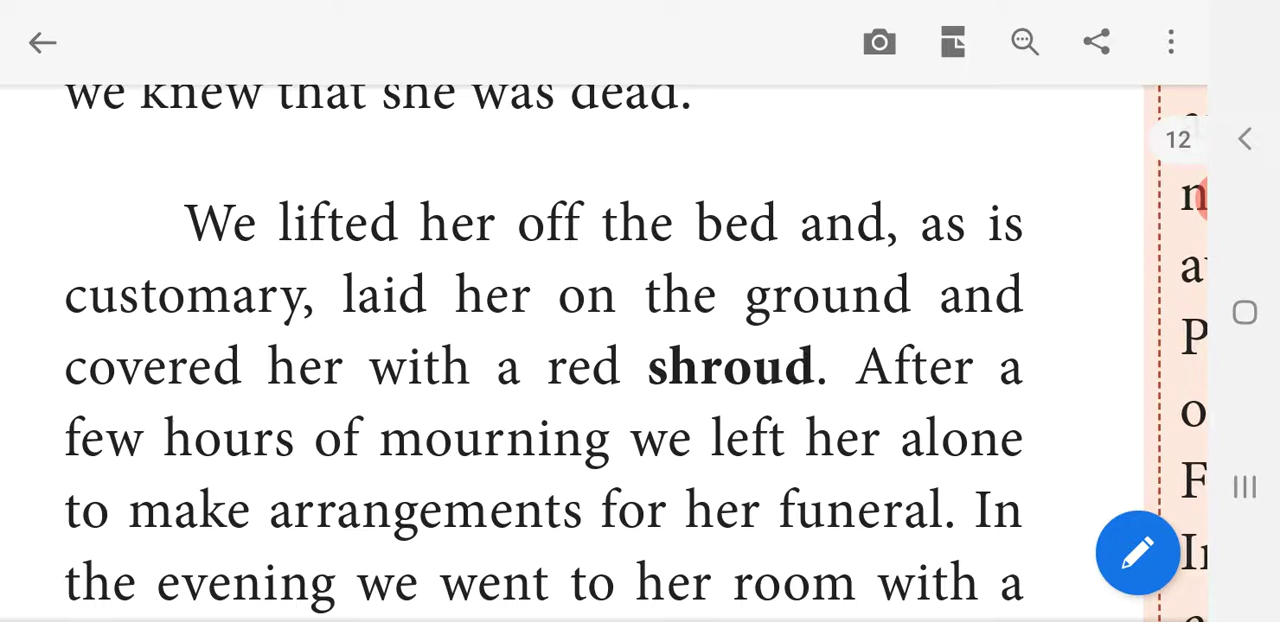 we knew that she was dead.
12
We lifted her off the bed and, as is
customary, laid her on the ground and
covered her with a red shroud. After a
few hours of mourning we left her alone
to make arrangements for her funeral. In
the evening we went to her room with a